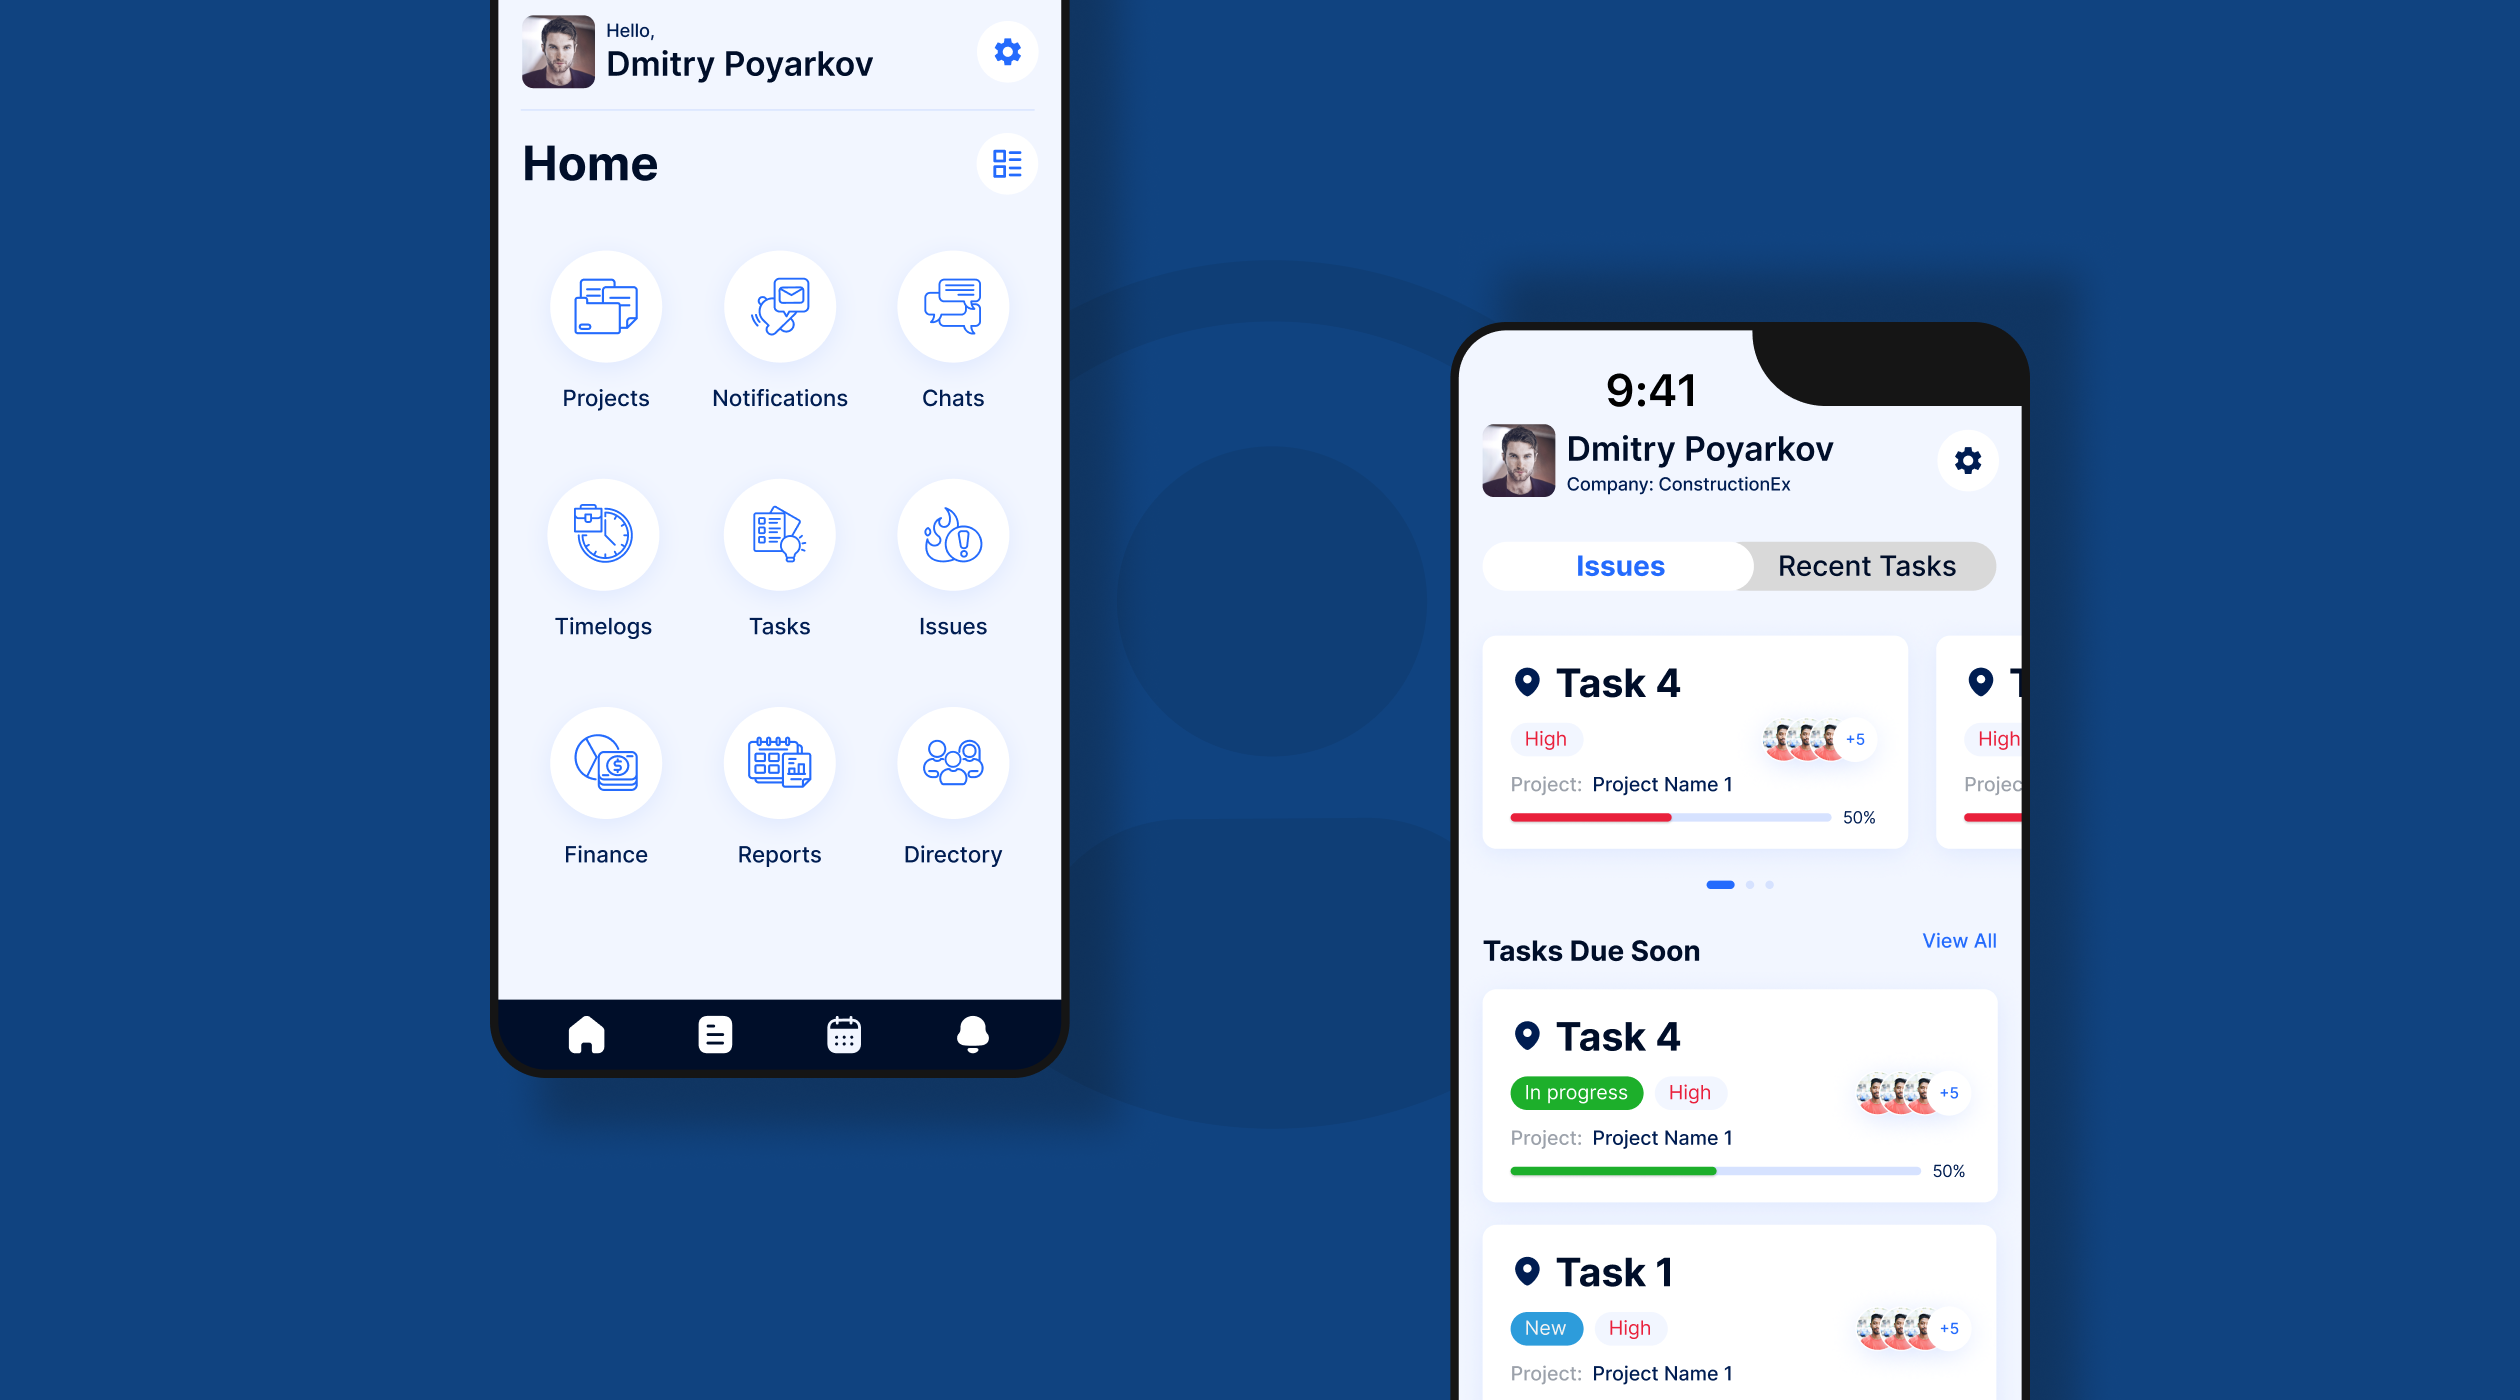 Hello,
Dmitry Poyarkov
Home
Projects
Notifications
Chats
Timelogs
Tasks
Issues
Finance
Reports
Directory
9:41
Dmitry Poyarkov
Company: ConstructionEx
Issues
Recent Tasks
Task 4
High
+5
Project: Project Name 1
50%
T
High
Projec
Tasks Due Soon
View All
Task 4
In progress
High
+5
Project: Project Name 1
50%
Task 1
New
High
+5
Project: Project Name 1